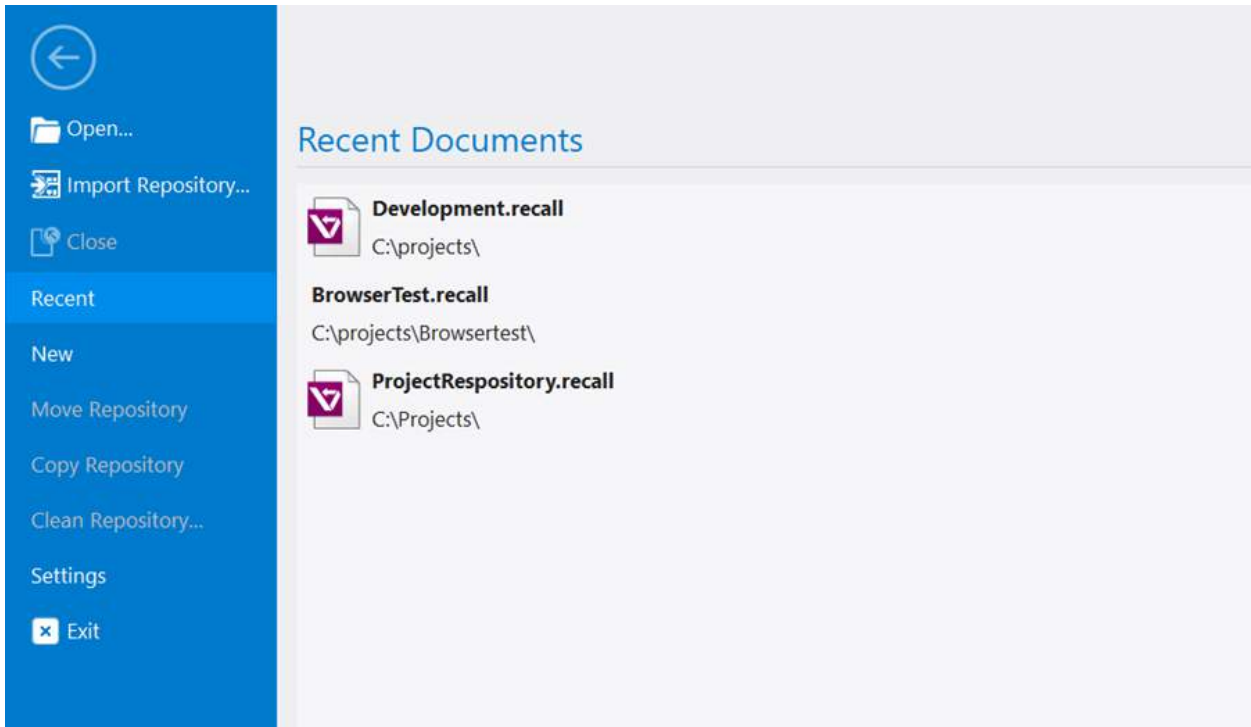 Open...
Import Repository...
Close
Recent
New
Move Repository
Copy Repository
Clean Repository...
Settings
Exit
Recent Documents
Development.recall
C:\projects\
BrowserTest.recall
C:\projects\Browsertest\
ProjectRespository.recall
C:\Projects\